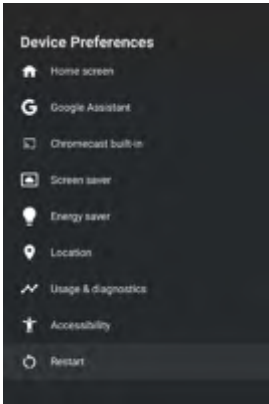 Device Preferences
Home screen
Google Assistant
Chromecast built-in
Screen saver
Energy saver
Location
Usage & diagnostics
Accessibility
Restart